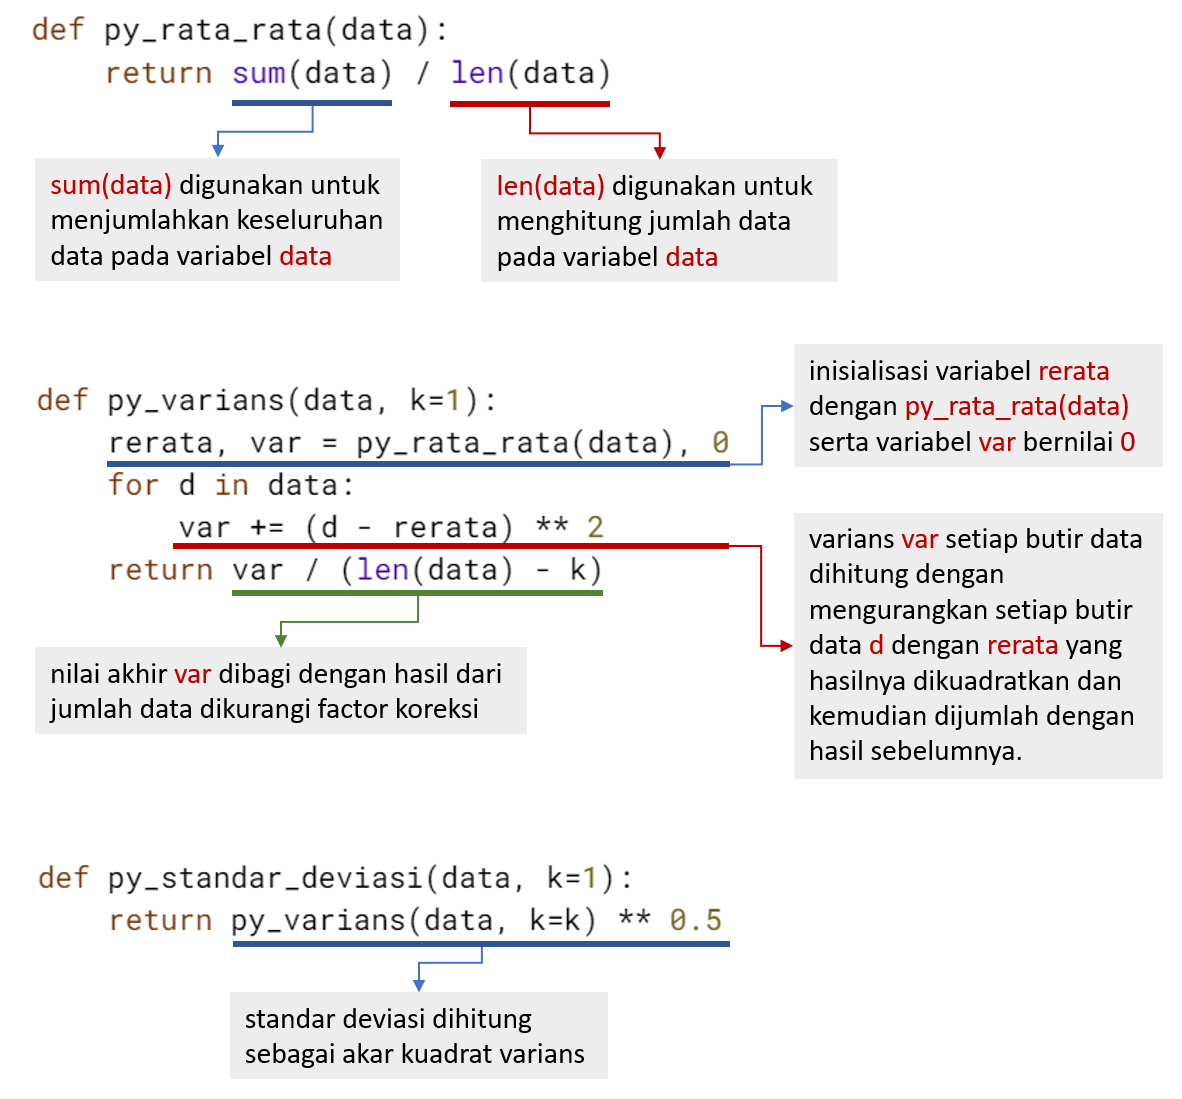 def py_rata_rata(data):
return sum(data) / len(data)
sum(data) digunakan untuk
menjumlahkan keseluruhan
data pada variabel data
len(data) digunakan untuk
menghitung jumlah data
pada variabel data
def py_varians(data, k=1):
rerata, var = py_rata_rata(data), 0
for d in data:
var += (d - rerata) ** 2
return var / (len(data) - k)
inisialisasi variabel rerata
dengan py_rata_rata(data)
serta variabel var bernilai 0
varians var setiap butir data
dihitung dengan
mengurangkan setiap butir
data d dengan rerata yang
hasilnya dikuadratkan dan
kemudian dijumlah dengan
hasil sebelumnya.
nilai akhir var dibagi dengan hasil dari
jumlah data dikurangi factor koreksi
def py_standar_deviasi(data, k=1):
return py_varians(data, k=k) ** 0.5
standar deviasi dihitung
sebagai akar kuadrat varians